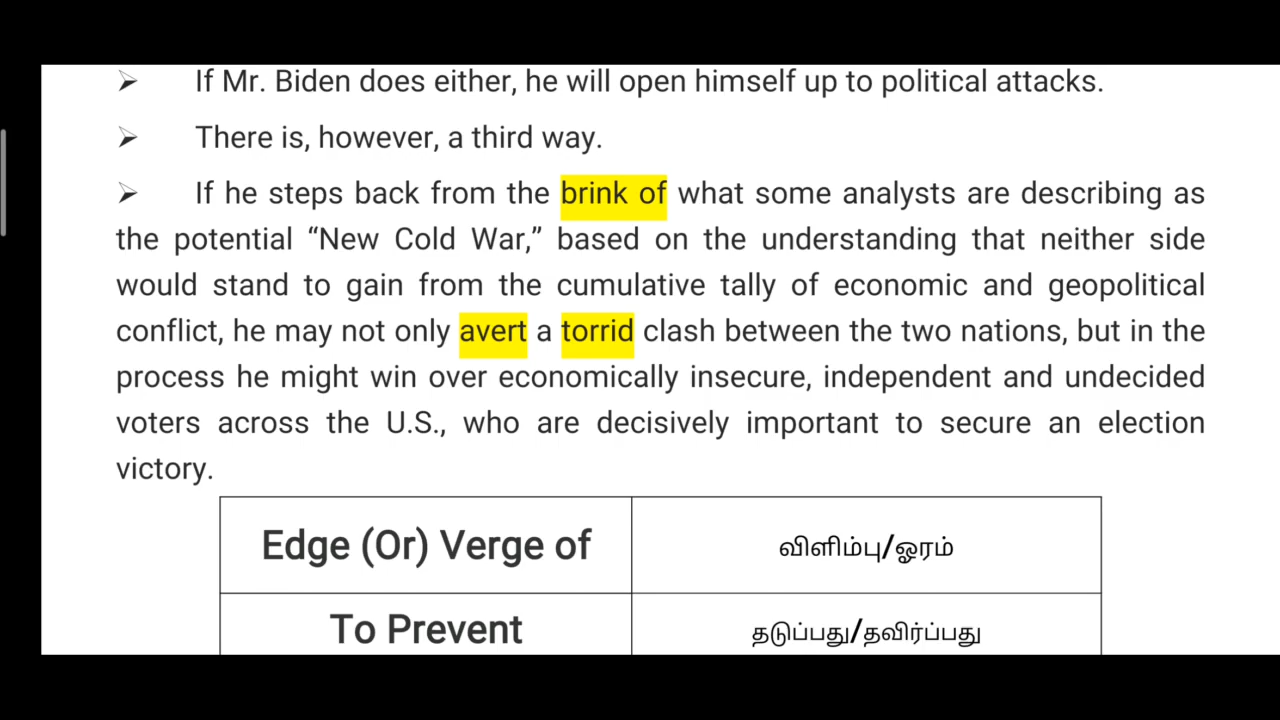 ➢ If Mr. Biden does either, he will open himself up to political attacks.
➢ There is, however, a third way.
➢ If he steps back from the brink of what some analysts are describing as
the potential “New Cold War,” based on the understanding that neither side
would stand to gain from the cumulative tally of economic and geopolitical
conflict, he may not only avert a torrid clash between the two nations, but in the
process he might win over economically insecure, independent and undecided
voters across the U.S., who are decisively important to secure an election
victory.
Edge (Or) Verge of விளிம்பு/ஓரம்
To Prevent தடுப்பது/தவிர்ப்பது